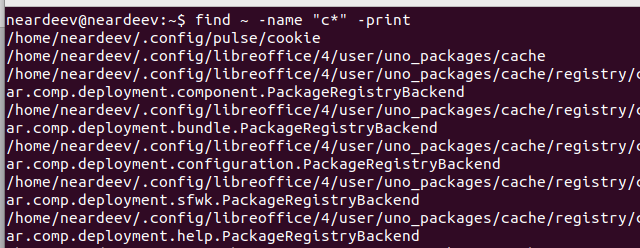 neardeev@neardeev:~$ find ~ -name "c*" -print
/home/neardeev/.config/pulse/cookie
/home/neardeev/.config/libreoffice/4/user/uno_packages/cache
/home/neardeev/.config/libreoffice/4/user/uno_packages/cache/registry/c
ar.comp.deployment.component.PackageRegistryBackend
/home/neardeev/.config/libreoffice/4/user/uno_packages/cache/registry/c
ar.comp.deployment.bundle.PackageRegistryBackend
/home/neardeev/.config/libreoffice/4/user/uno_packages/cache/registry/c
ar.comp.deployment.configuration.PackageRegistryBackend
/home/neardeev/.config/libreoffice/4/user/uno_packages/cache/registry/c
ar.comp.deployment.sfwk.PackageRegistryBackend
/home/neardeev/.config/libreoffice/4/user/uno_packages/cache/registry/c
ar.comp.deployment.help.PackageRegistryBackend